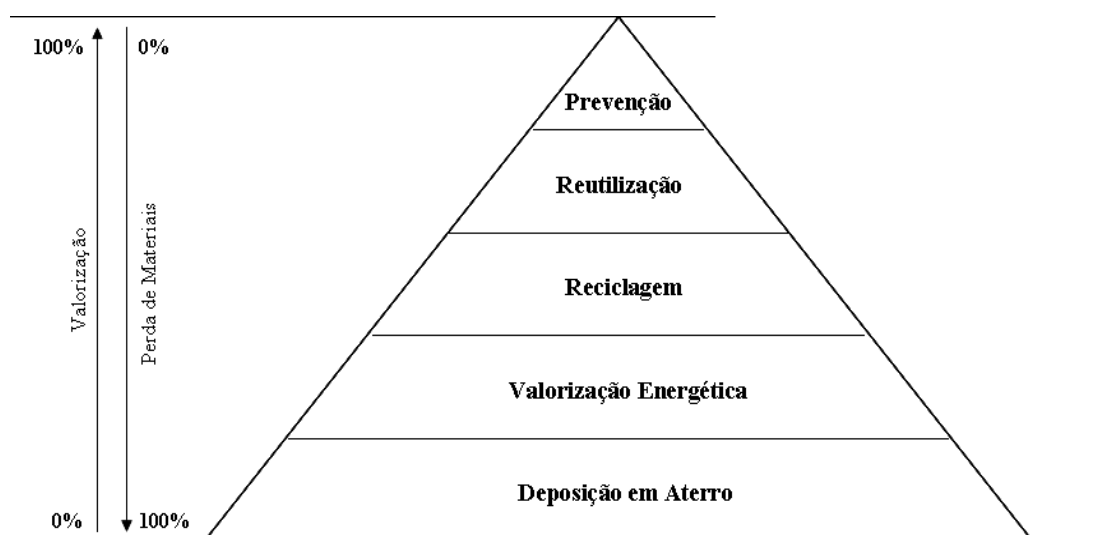 100%
0%
Valorização
Perda de Materiais
0%
100%
Prevenção
Reutilização
Reciclagem
Valorização Energética
Deposição em Aterro